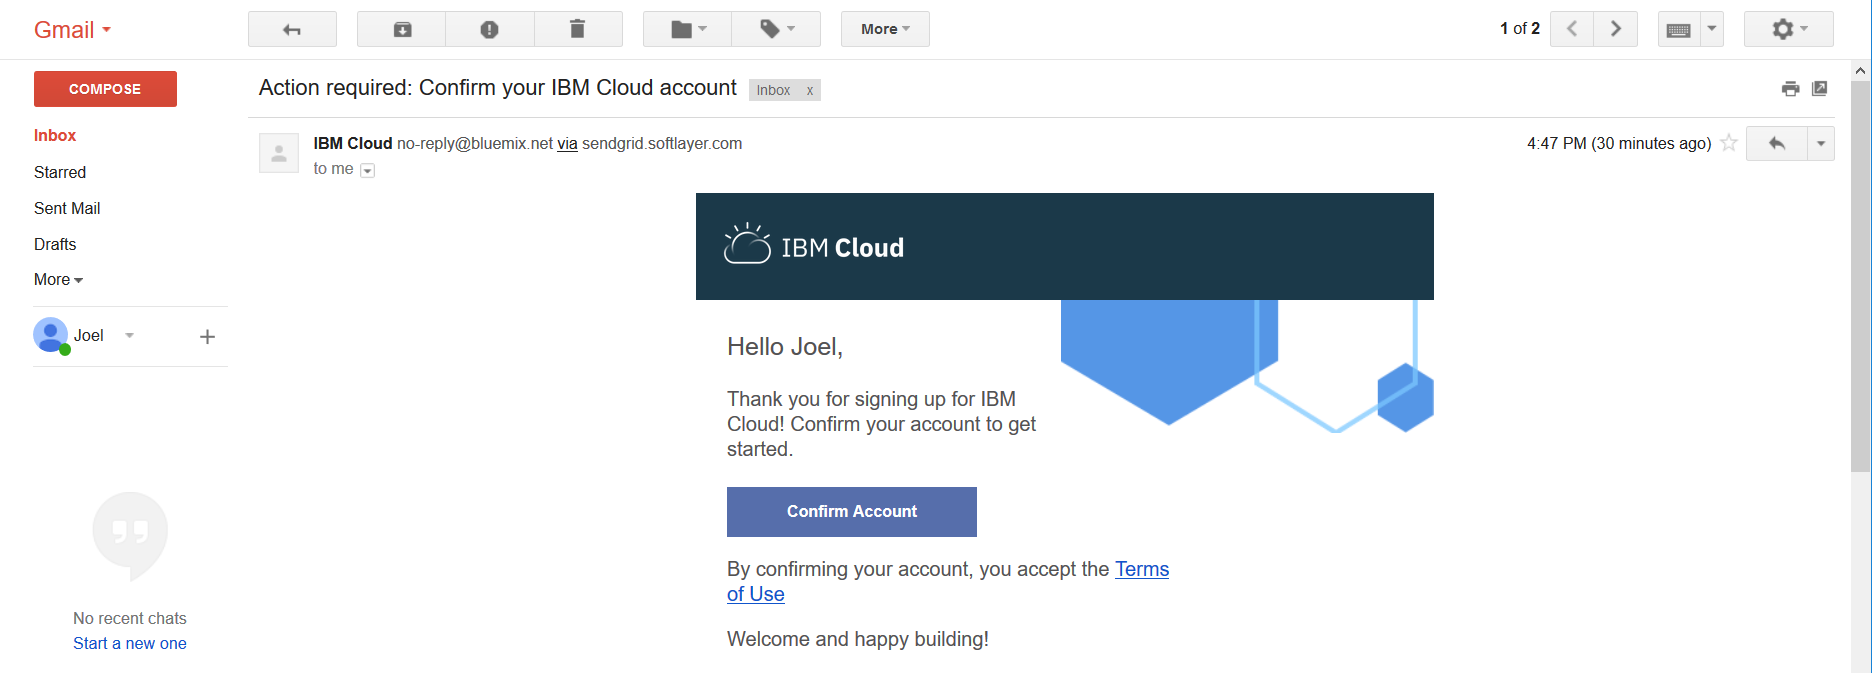 Gmail
More
1 of 2
COMPOSE
Inbox
Starred
Sent Mail
Drafts
More
Joel
No recent chats
Start a new one
Action required: Confirm your IBM Cloud account Inbox x
IBM Cloud no-reply@bluemix.net via sendgrid.softlayer.com
4:47 PM (30 minutes ago)
to me
IBM Cloud
Hello Joel,
Thank you for signing up for IBM
Cloud! Confirm your account to get
started.
Confirm Account
By confirming your account, you accept the Terms
of Use
Welcome and happy building!